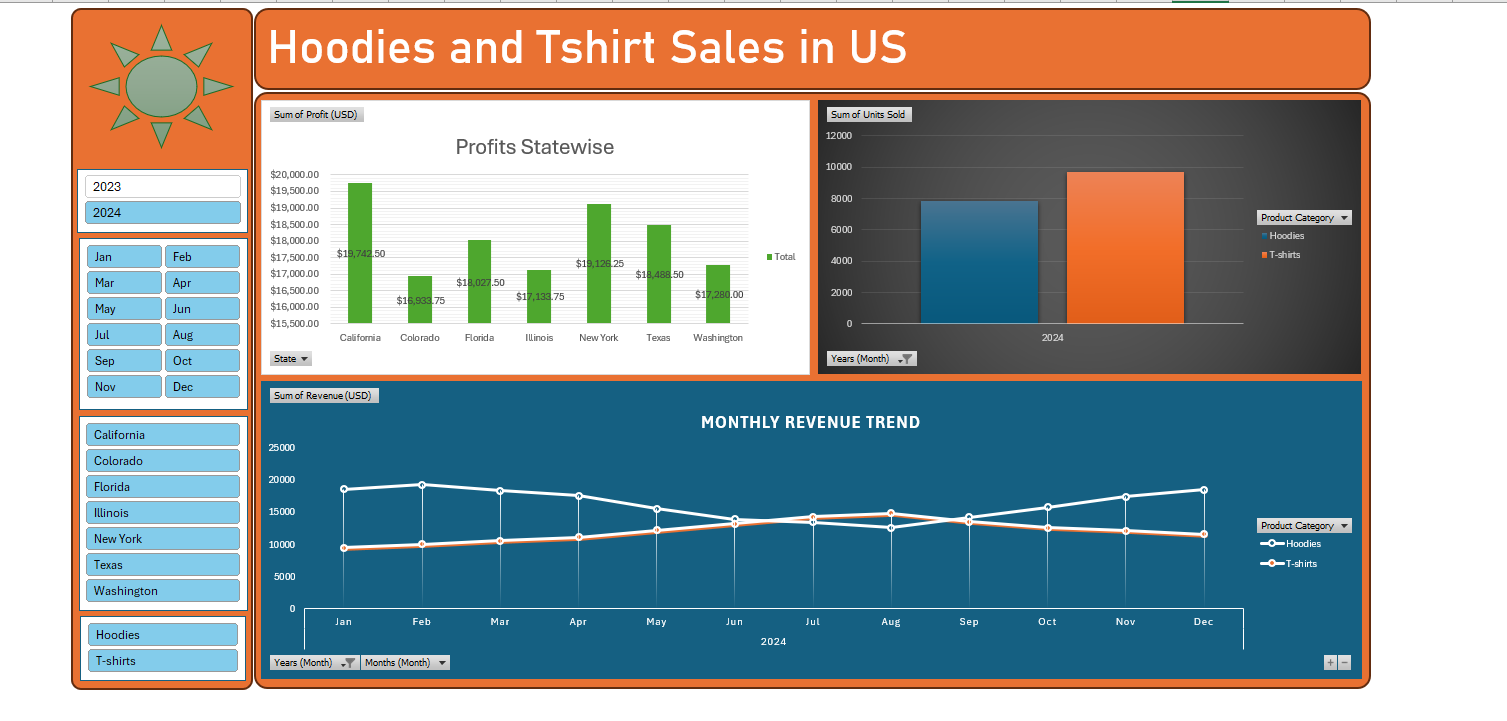 Hoodies and Tshirt Sales in US
2023
2024
Jan Feb
Mar Apr
May Jun
Jul Aug
Sep Oct
Nov Dec
California
Colorado
Florida
Illinois
New York
Texas
Washington
Hoodies
T-shirts
Sum of Profit (USD)
Profits Statewise
$20,000.00
$19,500.00
$19,000.00
$18,500.00
$18,000.00
$17,500.00
$17,000.00
$16,500.00
$16,000.00
$15,500.00
$19,742.50
$16,933.75
$18,027.50
$17,133.75
$19,126.25
$18,488.50
$17,280.00
California Colorado Florida Illinois New York Texas Washington
Total
State
Sum of Units Sold
12000
10000
8000
6000
4000
2000
0
2024
Product Category
Hoodies
T-shirts
Years (Month)
Sum of Revenue (USD)
MONTHLY REVENUE TREND
25000
20000
15000
10000
5000
0
Jan Feb Mar Apr May Jun Jul Aug Sep Oct Nov Dec
2024
Product Category
Hoodies
T-shirts
Years (Month) Months (Month)
+ −